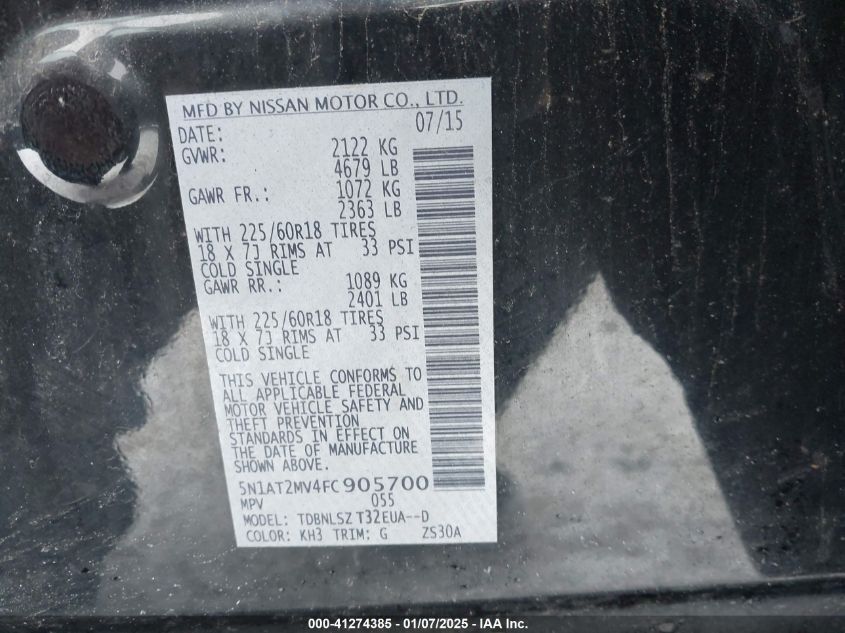 MFD BY NISSAN MOTOR CO., LTD.
DATE: 07/15
GVWR: 2122 KG
4679 LB
GAWR FR.: 1072 KG
2363 LB
WITH 225/60R18 TIRES
18 X 7J RIMS AT 33 PSI
COLD SINGLE
GAWR RR.: 1089 KG
2401 LB
WITH 225/60R18 TIRES
18 X 7J RIMS AT 33 PSI
COLD SINGLE
THIS VEHICLE CONFORMS TO
ALL APPLICABLE FEDERAL
MOTOR VEHICLE SAFETY AND
THEFT PREVENTION
STANDARDS IN EFFECT ON
THE DATE OF MANUFACTURE
SHOWN ABOVE.
5N1AT2MV4FC905700
MPV 055
MODEL: TDBNLSZ T32EUA--D
COLOR: KH3 TRIM: G ZS30A
000-41274385 — 01/07/2025 — IAA Inc.